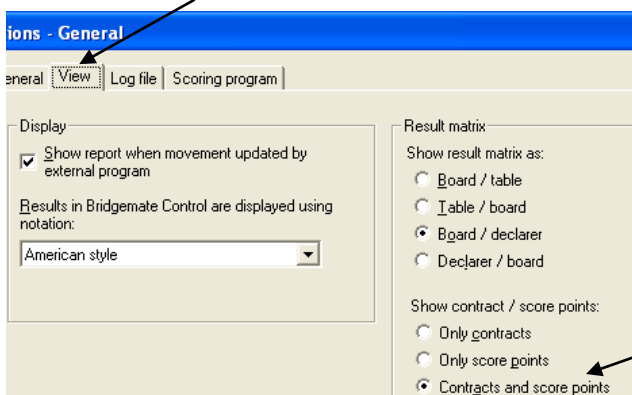 ions - General
eneral View Log file Scoring program
Display
Show report when movement updated by
external program
Results in Bridgemate Control are displayed using
notation:
American style
Result matrix
Show result matrix as:
Board / table
Table / board
Board / declarer
Declarer / board
Show contract / score points:
Only contracts
Only score points
Contracts and score points